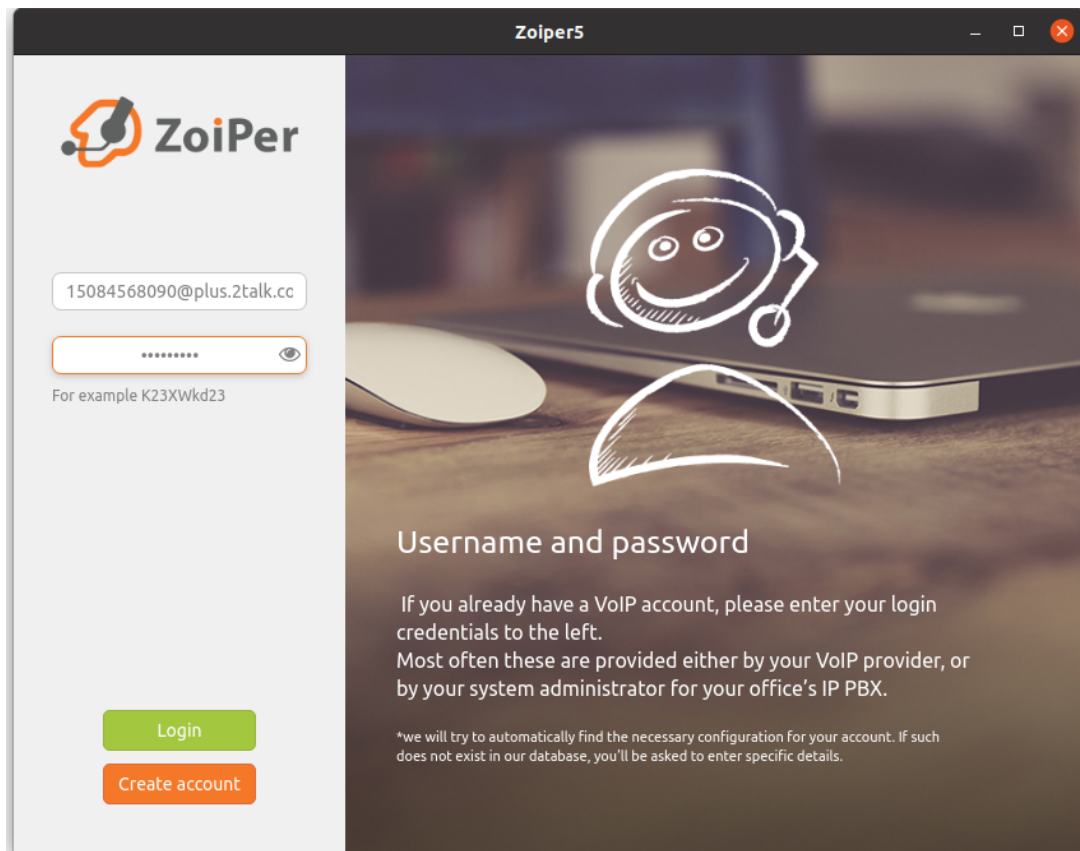 Zoiper5
ZoiPer
15084568090@plus.2talk.cc
•••••••••
For example K23XWkd23
Login
Create account
Username and password
If you already have a VoIP account, please enter your login
credentials to the left.
Most often these are provided either by your VoIP provider, or
by your system administrator for your office's IP PBX.
*we will try to automatically find the necessary configuration for your account. If such
does not exist in our database, you'll be asked to enter specific details.